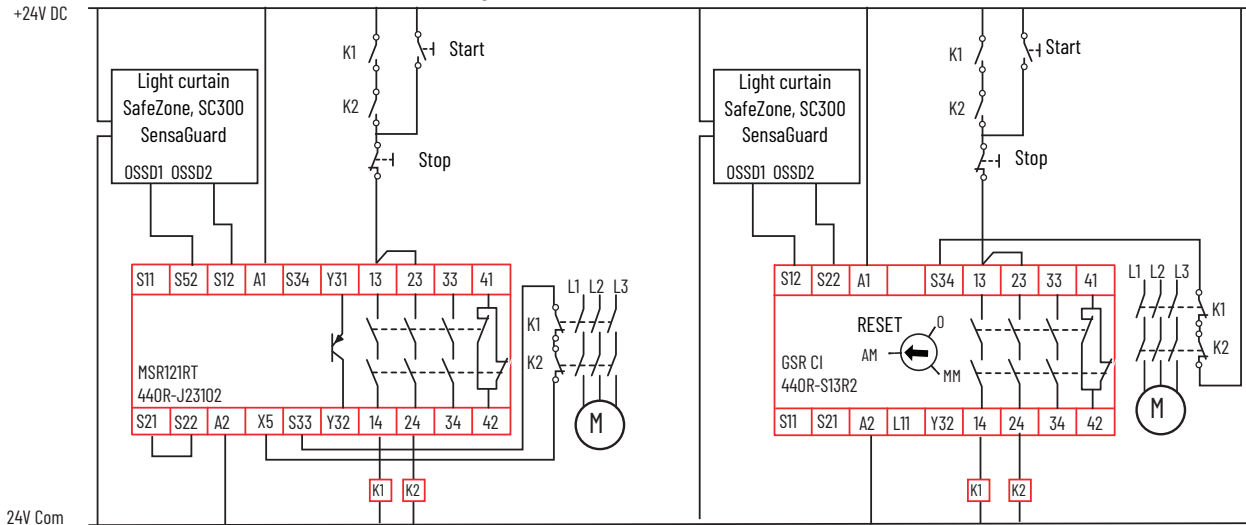 +24V DC
K1
Start
K2
Stop
Light curtain
SafeZone, SC300
SensaGuard
OSSD1 OSSD2
S11 S52 S12 A1 S34 Y31 13 23 33 41
MSR121RT
440R-J23102
S21 S22 A2 X5 S33 Y32 14 24 34 42
L1 L2 L3
K1
K2
M
K1 K2
24V Com
K1
Start
K2
Stop
Light curtain
SafeZone, SC300
SensaGuard
OSSD1 OSSD2
S12 S22 A1 S34 13 23 33 41
RESET
0
AM
MM
GSR CI
440R-S13R2
S11 S21 A2 L11 Y32 14 24 34 42
L1 L2 L3
K1
K2
M
K1 K2